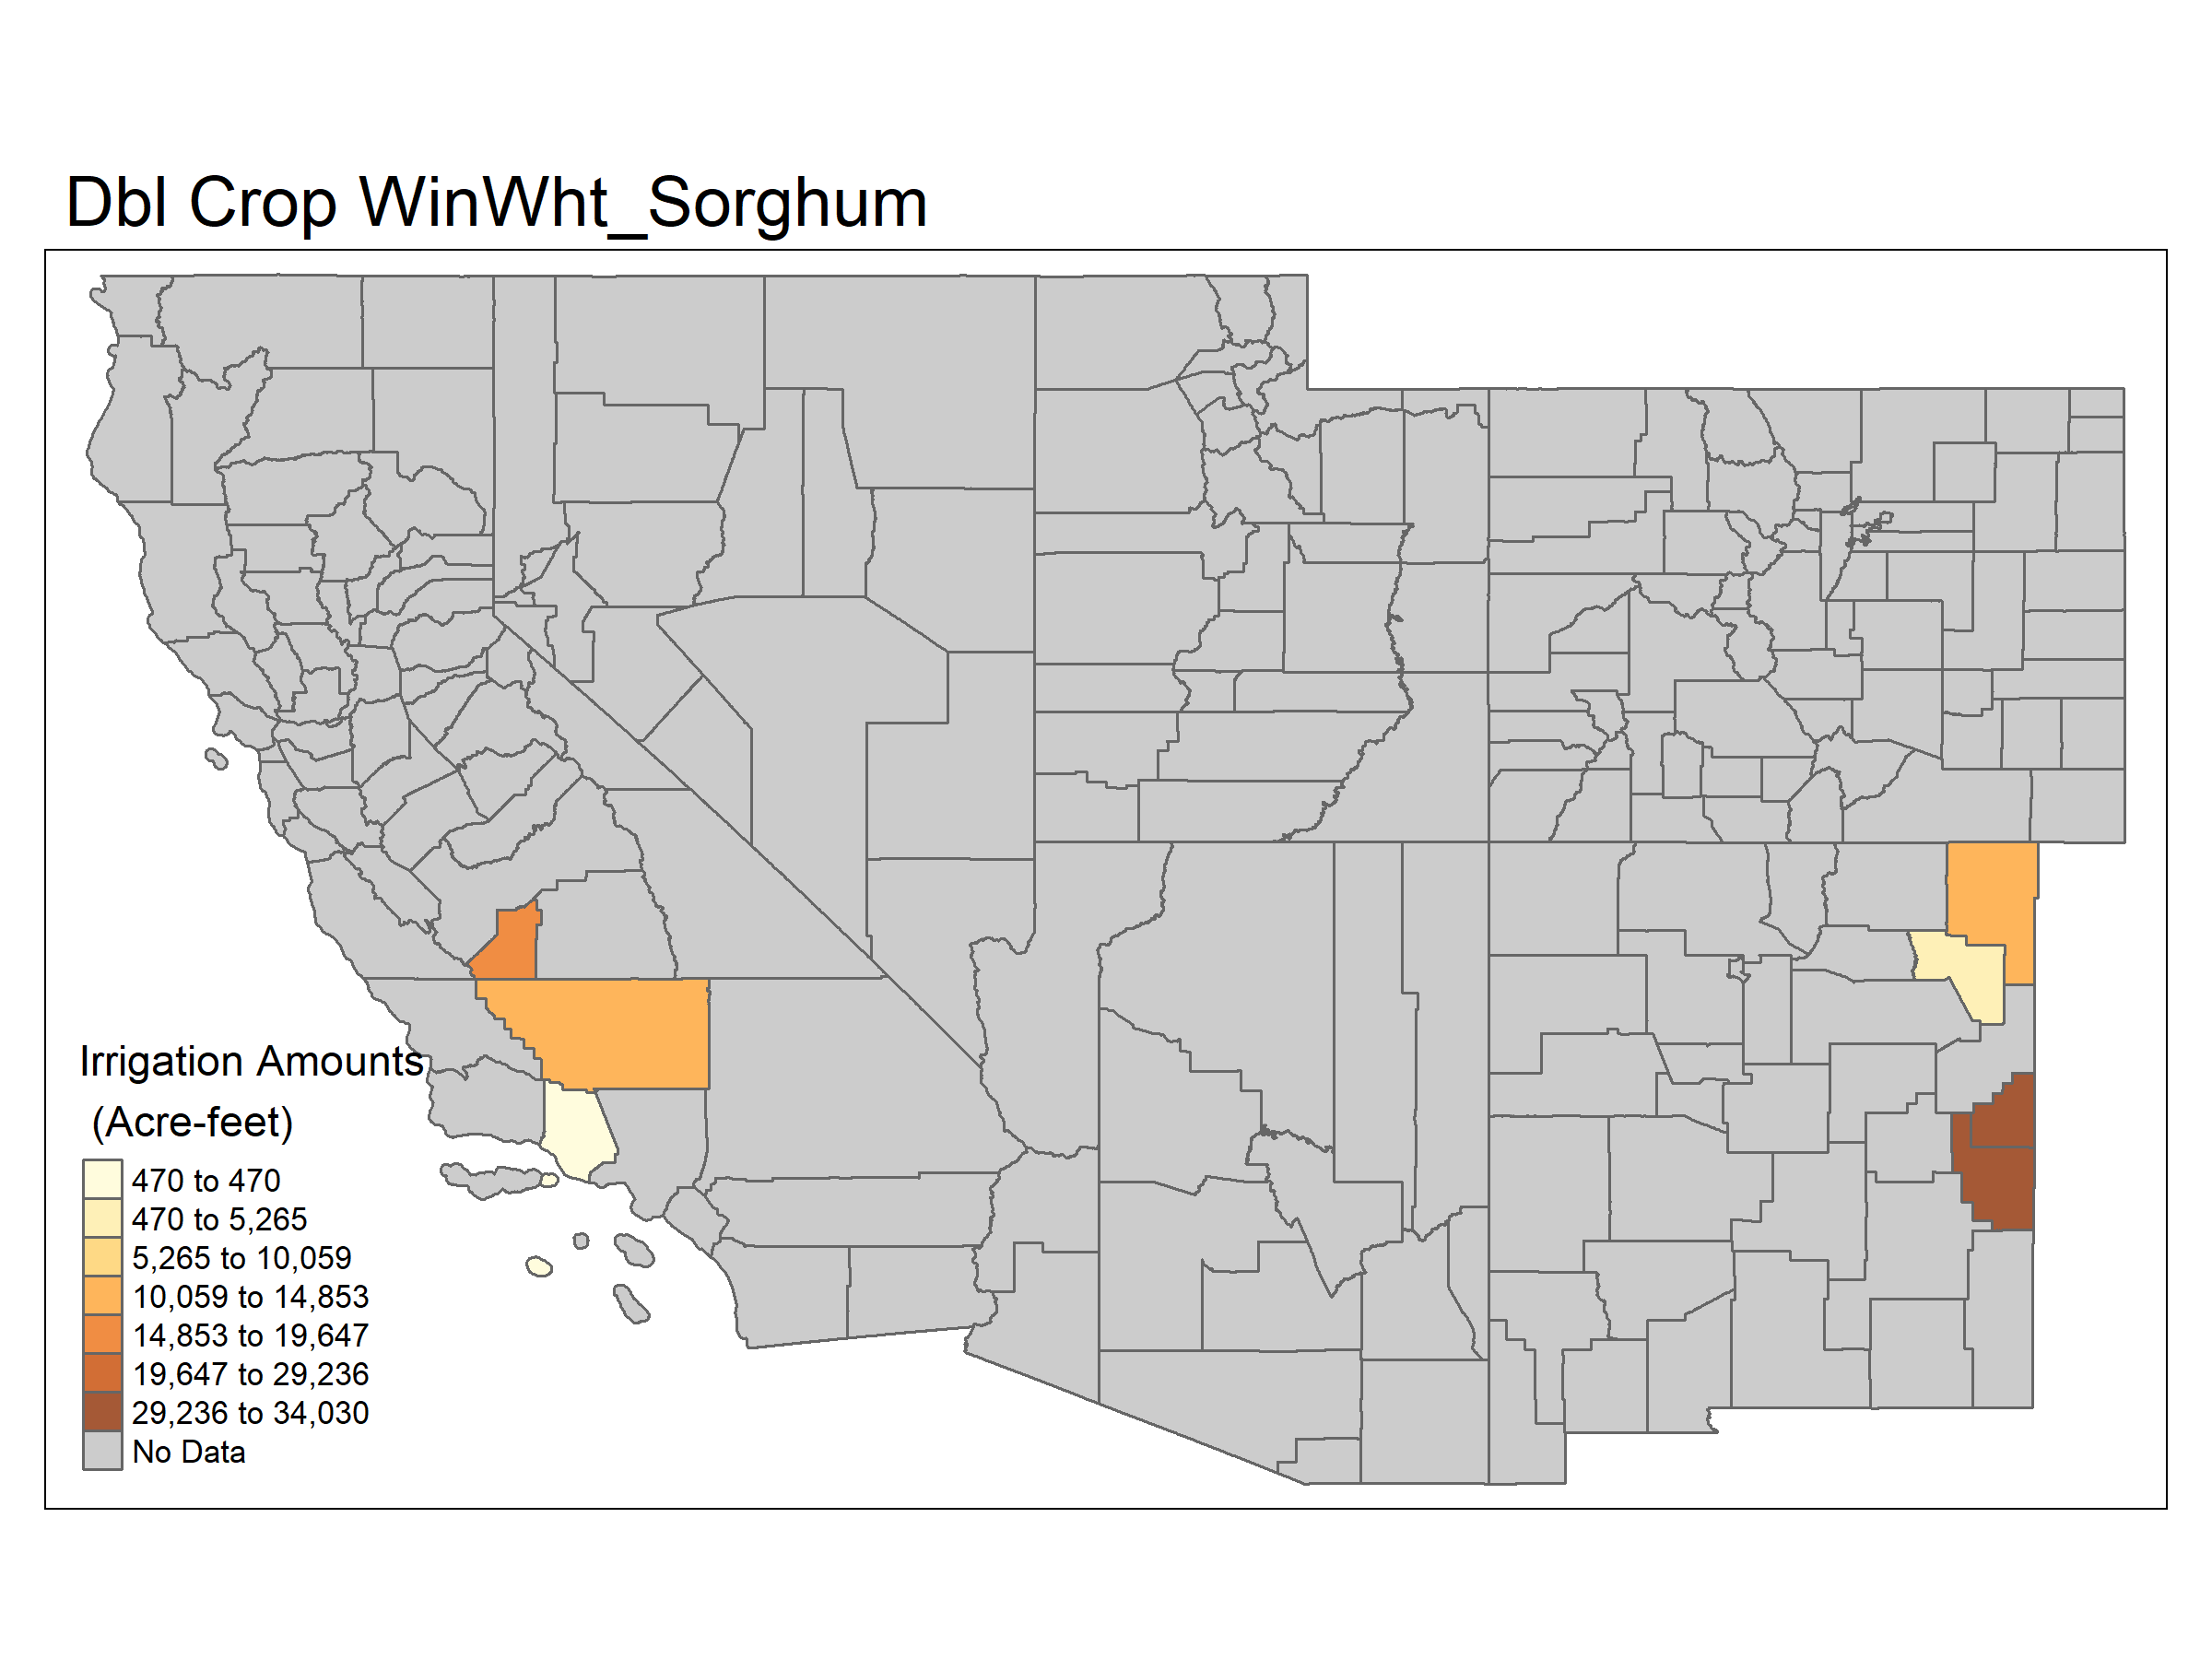 Dbl Crop WinWht_Sorghum
Irrigation Amounts
(Acre-feet)
470 to 470
470 to 5,265
5,265 to 10,059
10,059 to 14,853
14,853 to 19,647
19,647 to 29,236
29,236 to 34,030
No Data